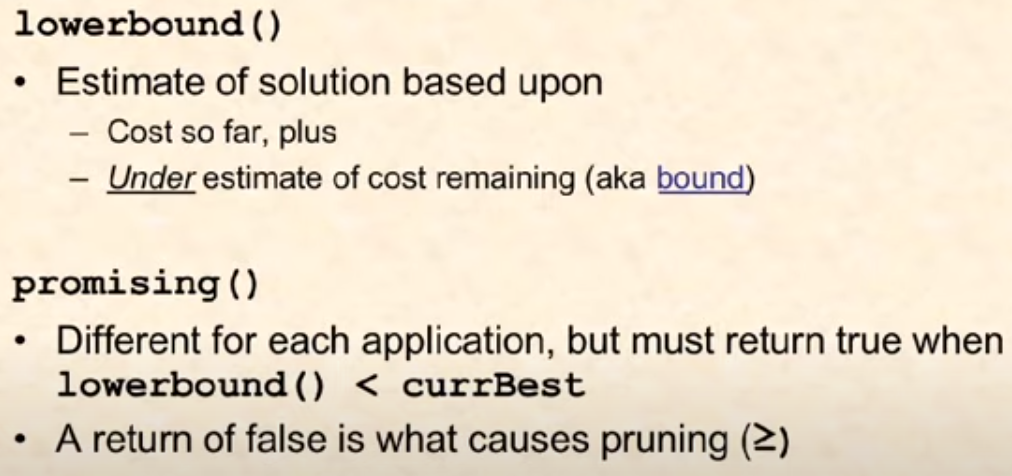 lowerbound()
• Estimate of solution based upon
– Cost so far, plus
– Under estimate of cost remaining (aka bound)
promising()
• Different for each application, but must return true when
lowerbound() < currBest
• A return of false is what causes pruning (≥)